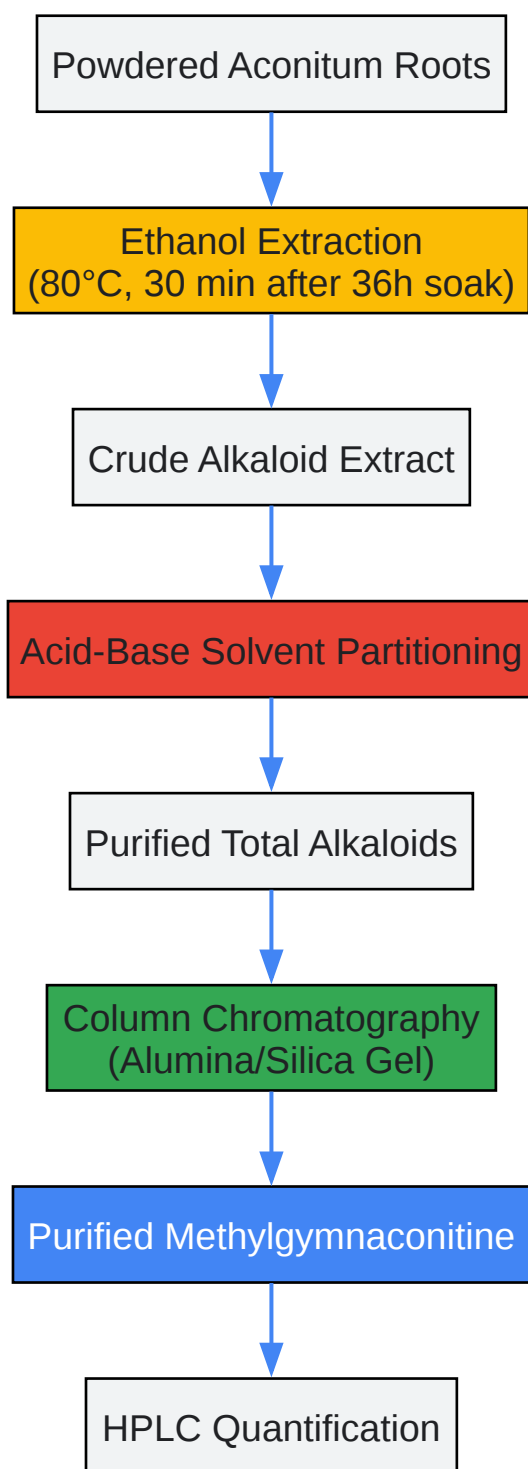 Powdered Aconitum Roots
Ethanol Extraction
(80°C, 30 min after 36h soak)
Crude Alkaloid Extract
Acid-Base Solvent Partitioning
Purified Total Alkaloids
Column Chromatography
(Alumina/Silica Gel)
Purified Methylgymnaconitine
HPLC Quantification